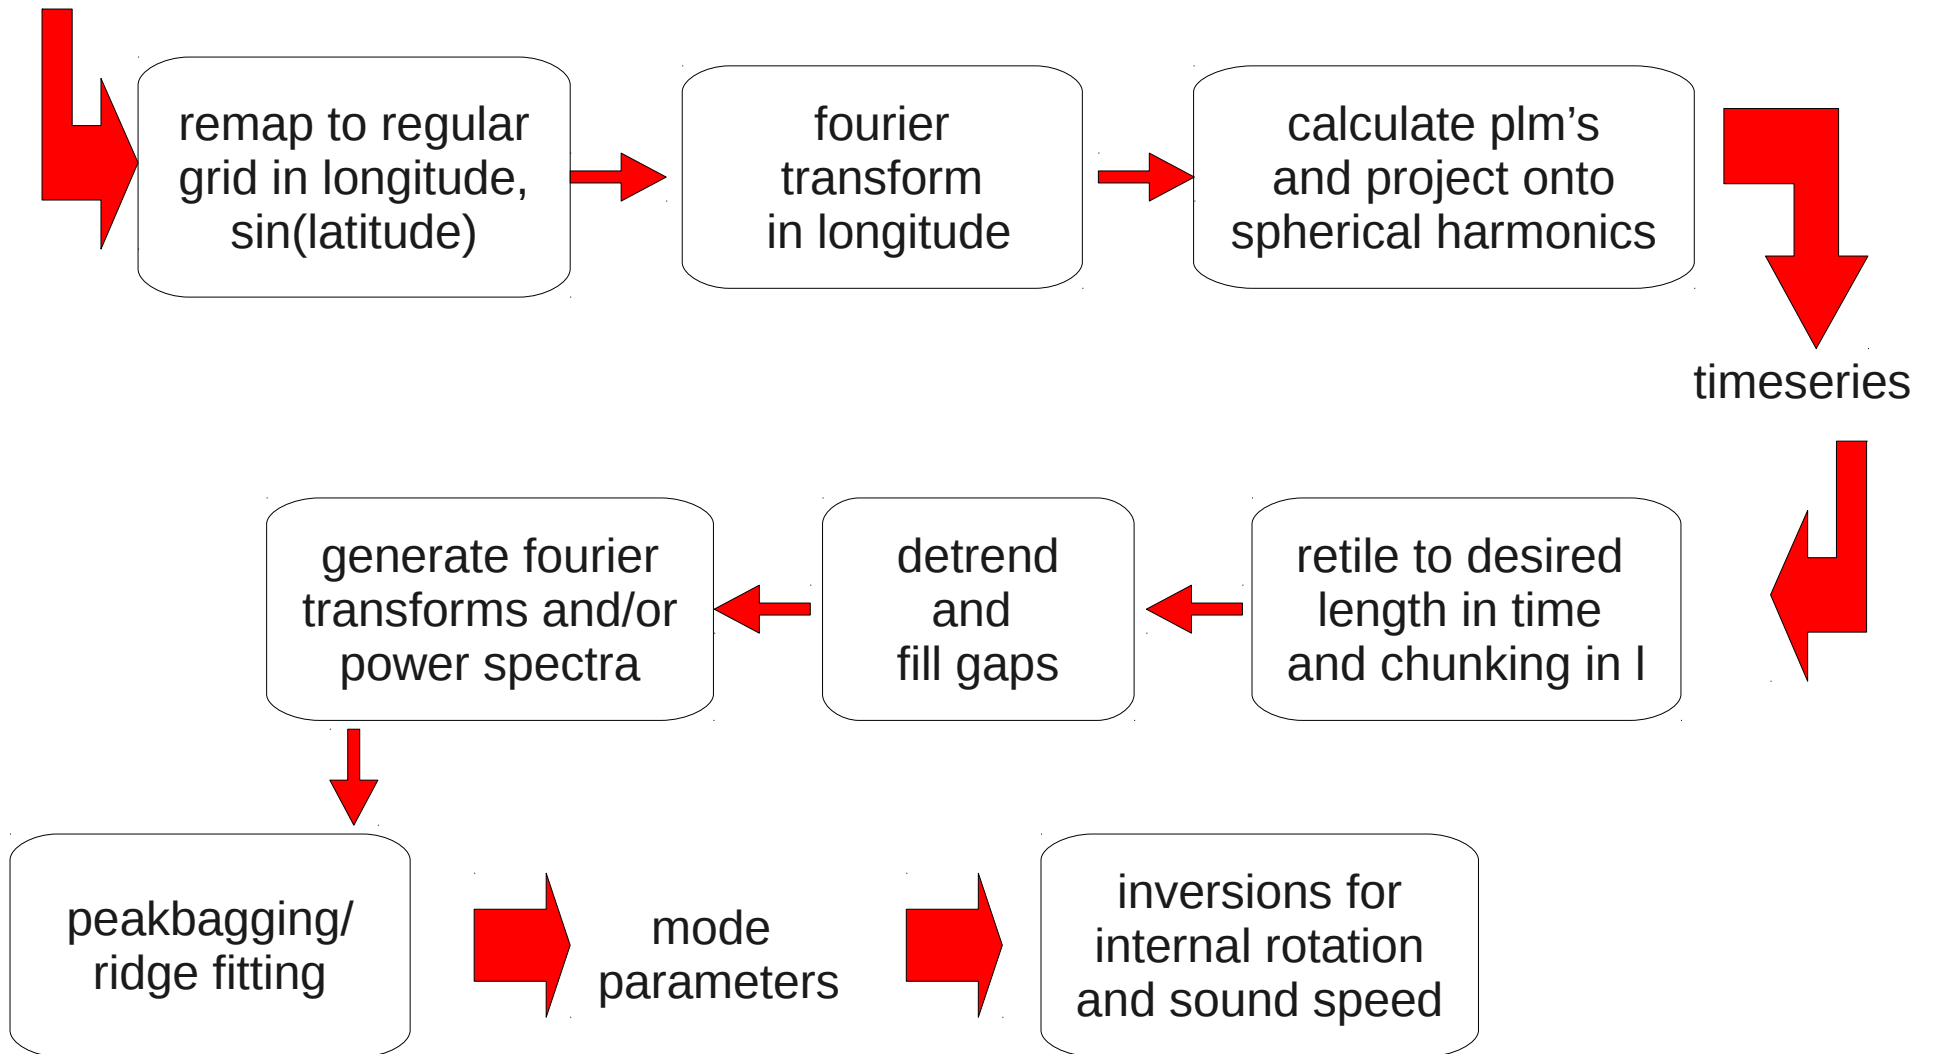 remap to regular
grid in longitude,
sin(latitude)
fourier
transform
in longitude
calculate plm’s
and project onto
spherical harmonics
timeseries
retile to desired
length in time
and chunking in l
detrend
and
fill gaps
generate fourier
transforms and/or
power spectra
peakbagging/
ridge fitting
mode
parameters
inversions for
internal rotation
and sound speed